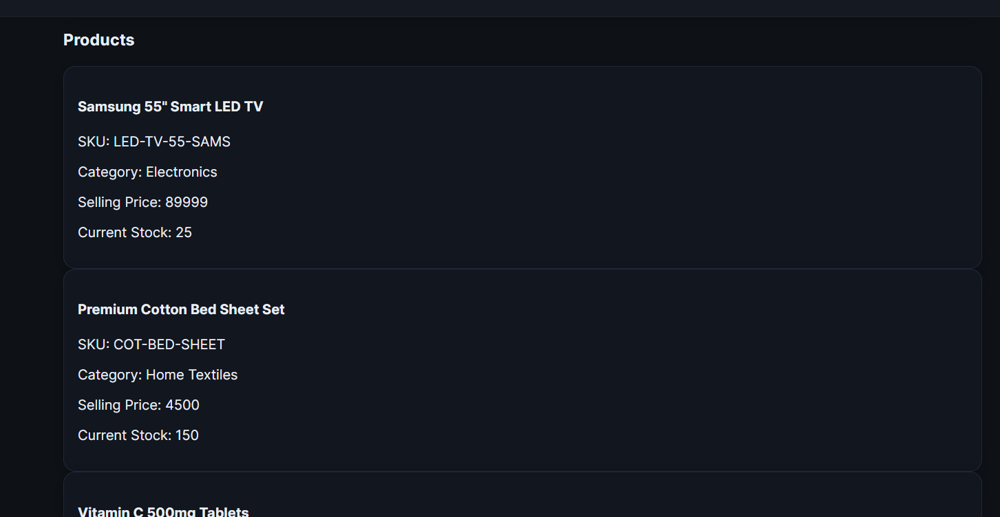 Products
Samsung 55" Smart LED TV
SKU: LED-TV-55-SAMS
Category: Electronics
Selling Price: 89999
Current Stock: 25
Premium Cotton Bed Sheet Set
SKU: COT-BED-SHEET
Category: Home Textiles
Selling Price: 4500
Current Stock: 150
Vitamin C 500mg Tablets